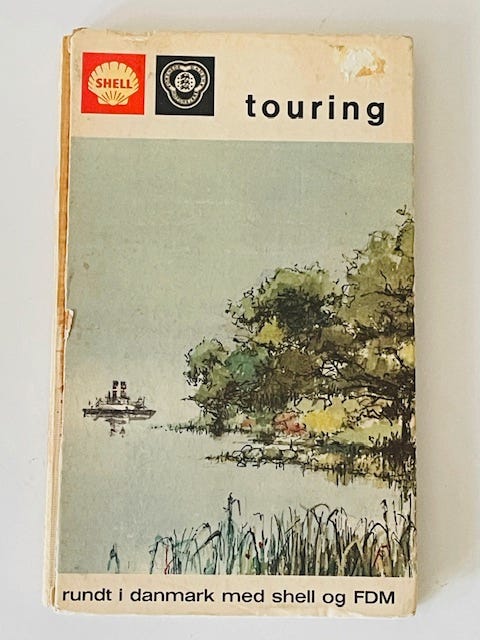 SHELL
touring
rundt i danmark med shell og FDM